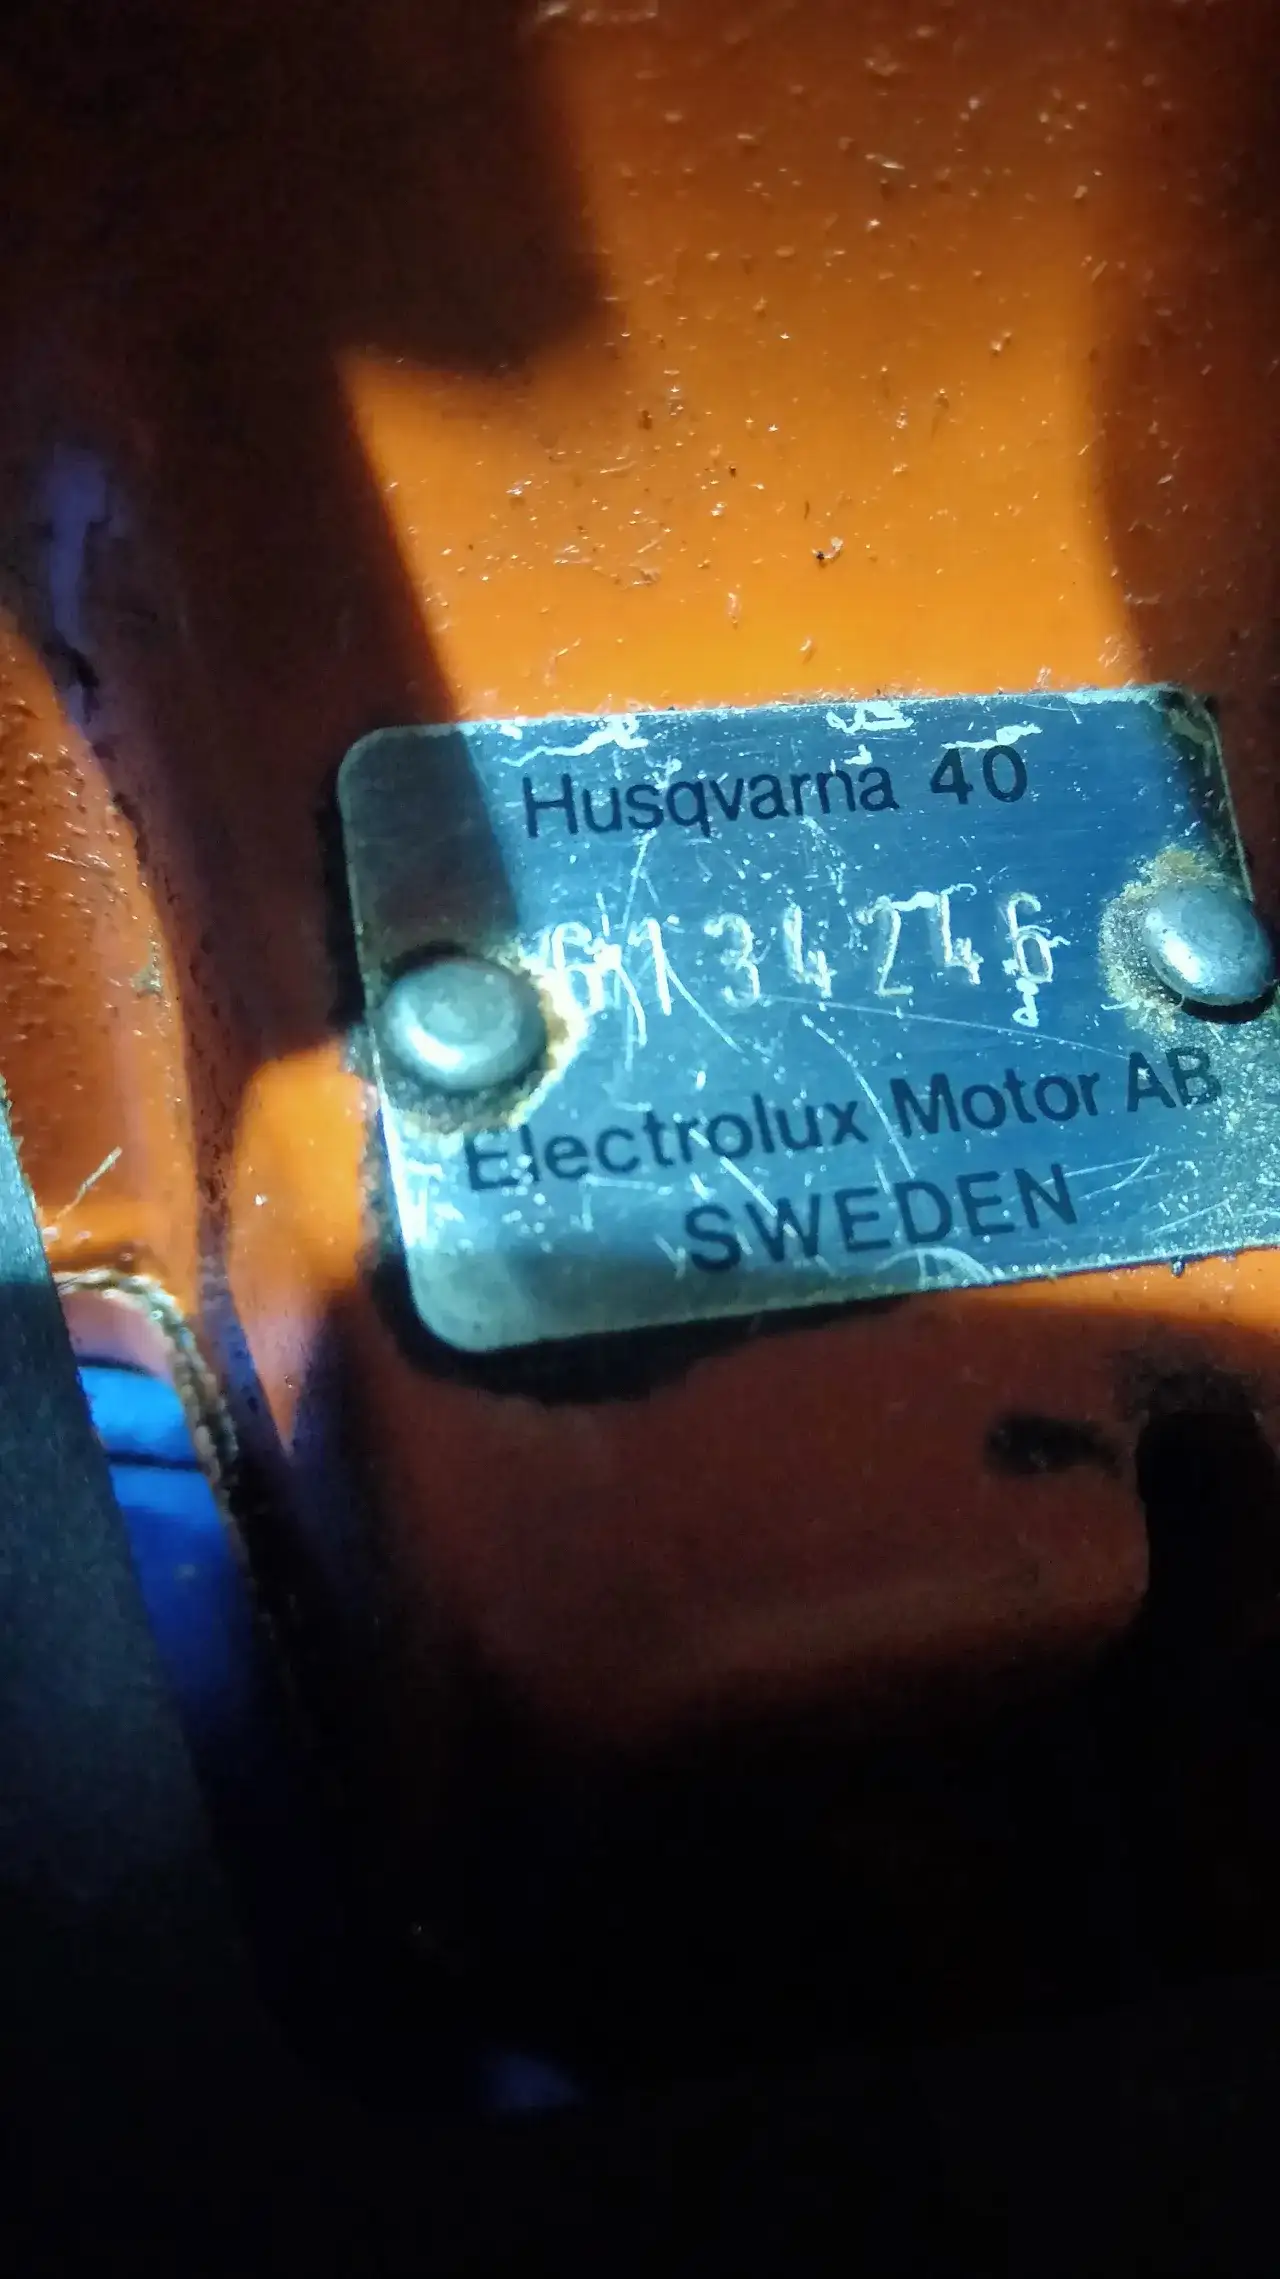 Husqvarna 40
6134246
Electrolux Motor AB
SWEDEN